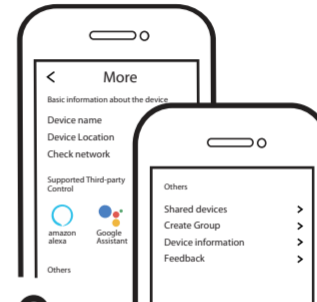 <
More
Basic information about the device
Device name
Device Location
Check network
Supported Third-party
Control
amazon
alexa
Google
Assistant
Others
Others
Shared devices >
Create Group >
Device information >
Feedback >